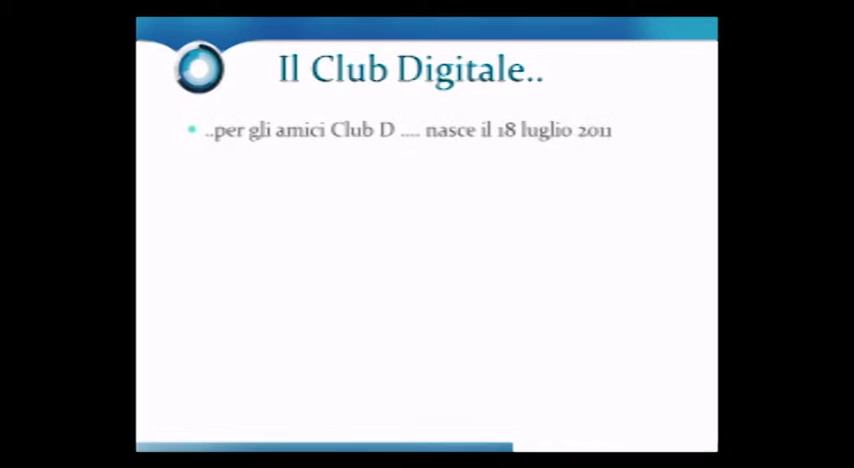 Il Club Digitale..
..per gli amici Club D .... nasce il 18 luglio 2011